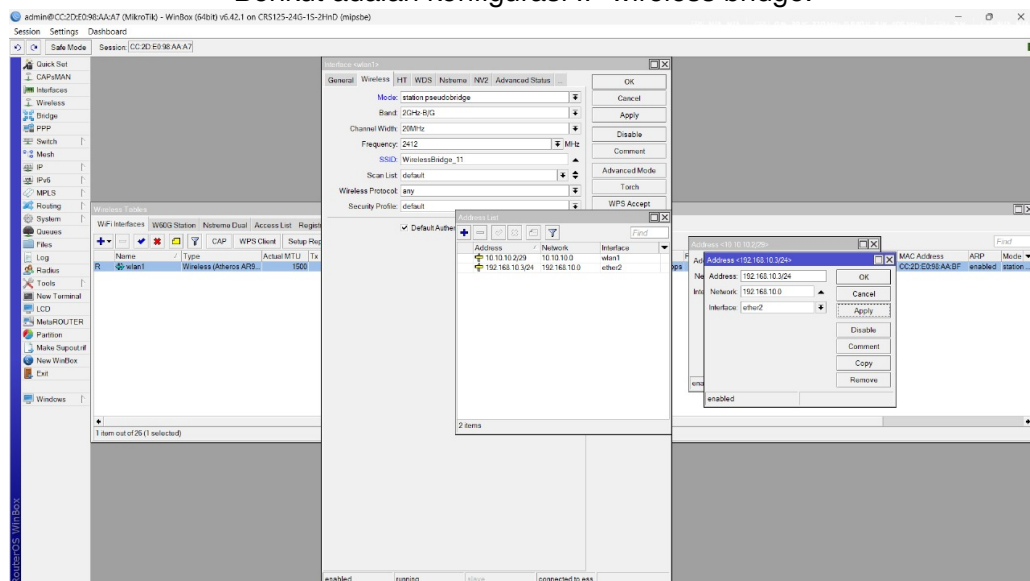 Berikut adalah konfigurasi IP wireless bridge.
admin@CC:2D:E0:98:AA:A7 (MikroTik) - WinBox (64bit) v6.42.1 on CRS125-24G-1S-2HnD (mipsbe)
Session Settings Dashboard
Safe Mode Session: CC:2D:E0:98:AA:A7
Quick Set
CAPsMAN
Interfaces
Wireless
Bridge
PPP
Switch
Mesh
IP
IPv6
MPLS
Routing
System
Queues
Files
Log
Radius
Tools
New Terminal
LCD
MetaROUTER
Partition
Make Supout.rif
New WinBox
Exit
Windows
RouterOS WinBox
Wireless Tables
WiFi Interfaces W60G Station Nstreme Dual Access List Regist
CAP WPS Client Setup Rep
Name Type Actual MTU Tx
R wlan1 Wireless (Atheros AR9... 1500
1 item out of 26 (1 selected)
Interface <wlan1>
General Wireless HT WDS Nstreme NV2 Advanced Status ...
Mode: station pseudobridge
Band: 2GHz-B/G
Channel Width: 20MHz
Frequency: 2412 MHz
SSID: WirelessBridge_11
Scan List: default
Wireless Protocol: any
Security Profile: default
Default Authe
OK
Cancel
Apply
Disable
Comment
Advanced Mode
Torch
WPS Accept
enabled running slave connected to ess
Address List
Find
Address Network Interface
10.10.10.2/29 10.10.10.0 wlan1
192.168.10.3/24 192.168.10.0 ether2
2 items
Address <10.10.10.2/29>
Ad
Ne
Inte
ena
Address <192.168.10.3/24>
Address: 192.168.10.3/24
Network: 192.168.10.0
Interface: ether2
OK
Cancel
Apply
Disable
Comment
Copy
Remove
enabled
Find
MAC Address ARP Mode
bps CC:2D:E0:98:AA:BF enabled station...